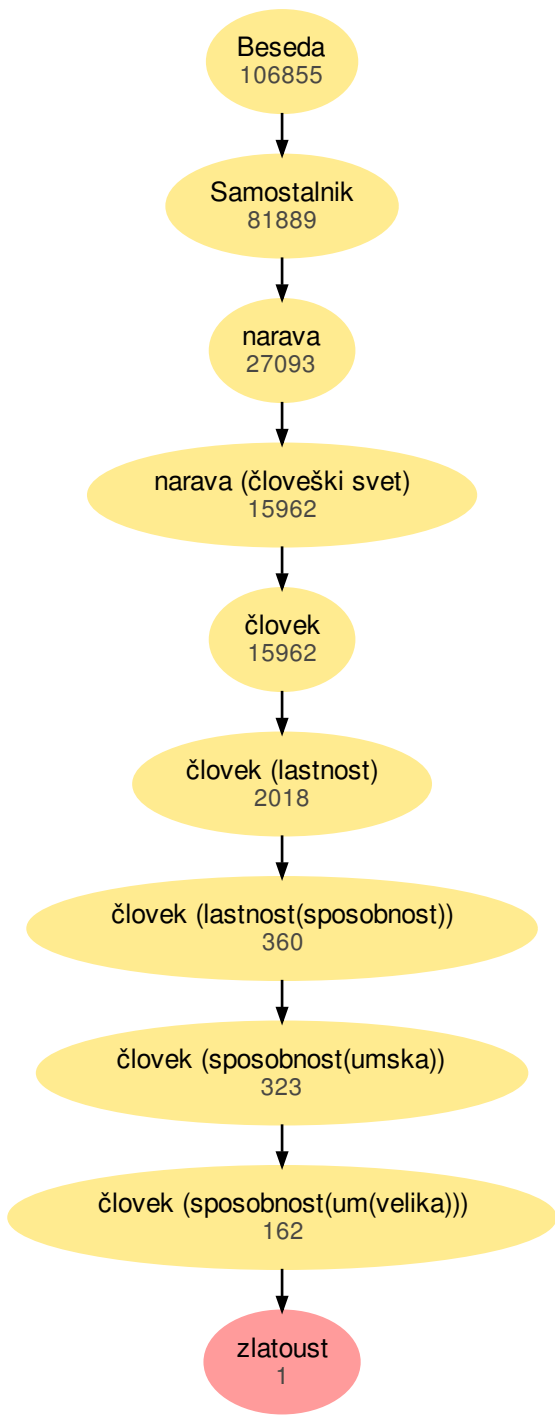 Beseda
106855
Samostalnik
81889
narava
27093
narava (človeški svet)
15962
človek
15962
človek (lastnost)
2018
človek (lastnost(sposobnost))
360
človek (sposobnost(umska))
323
človek (sposobnost(um(velika)))
162
zlatoust
1